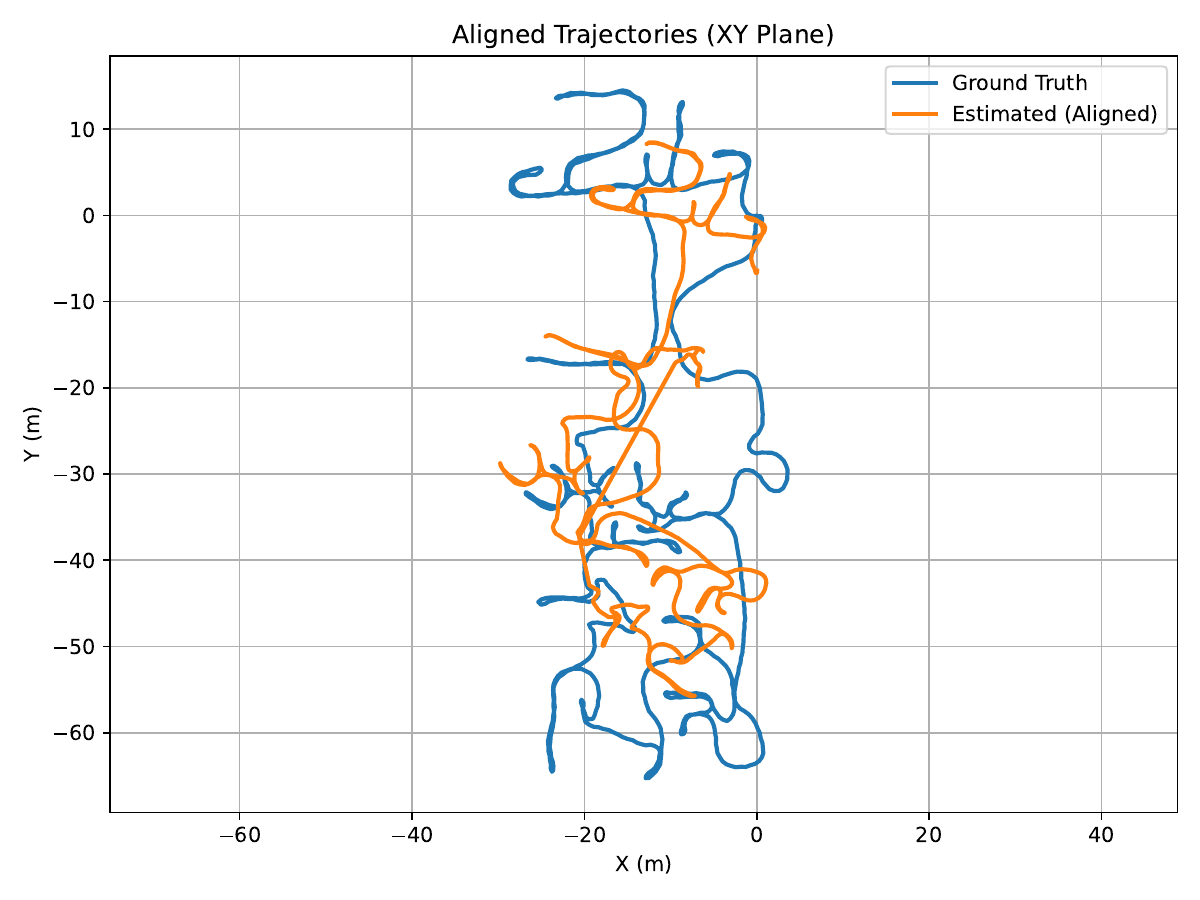 Aligned Trajectories (XY Plane)
Ground Truth
Estimated (Aligned)
10
0
−10
−20
−30
−40
−50
−60
Y (m)
−60
−40
−20
0
20
40
X (m)